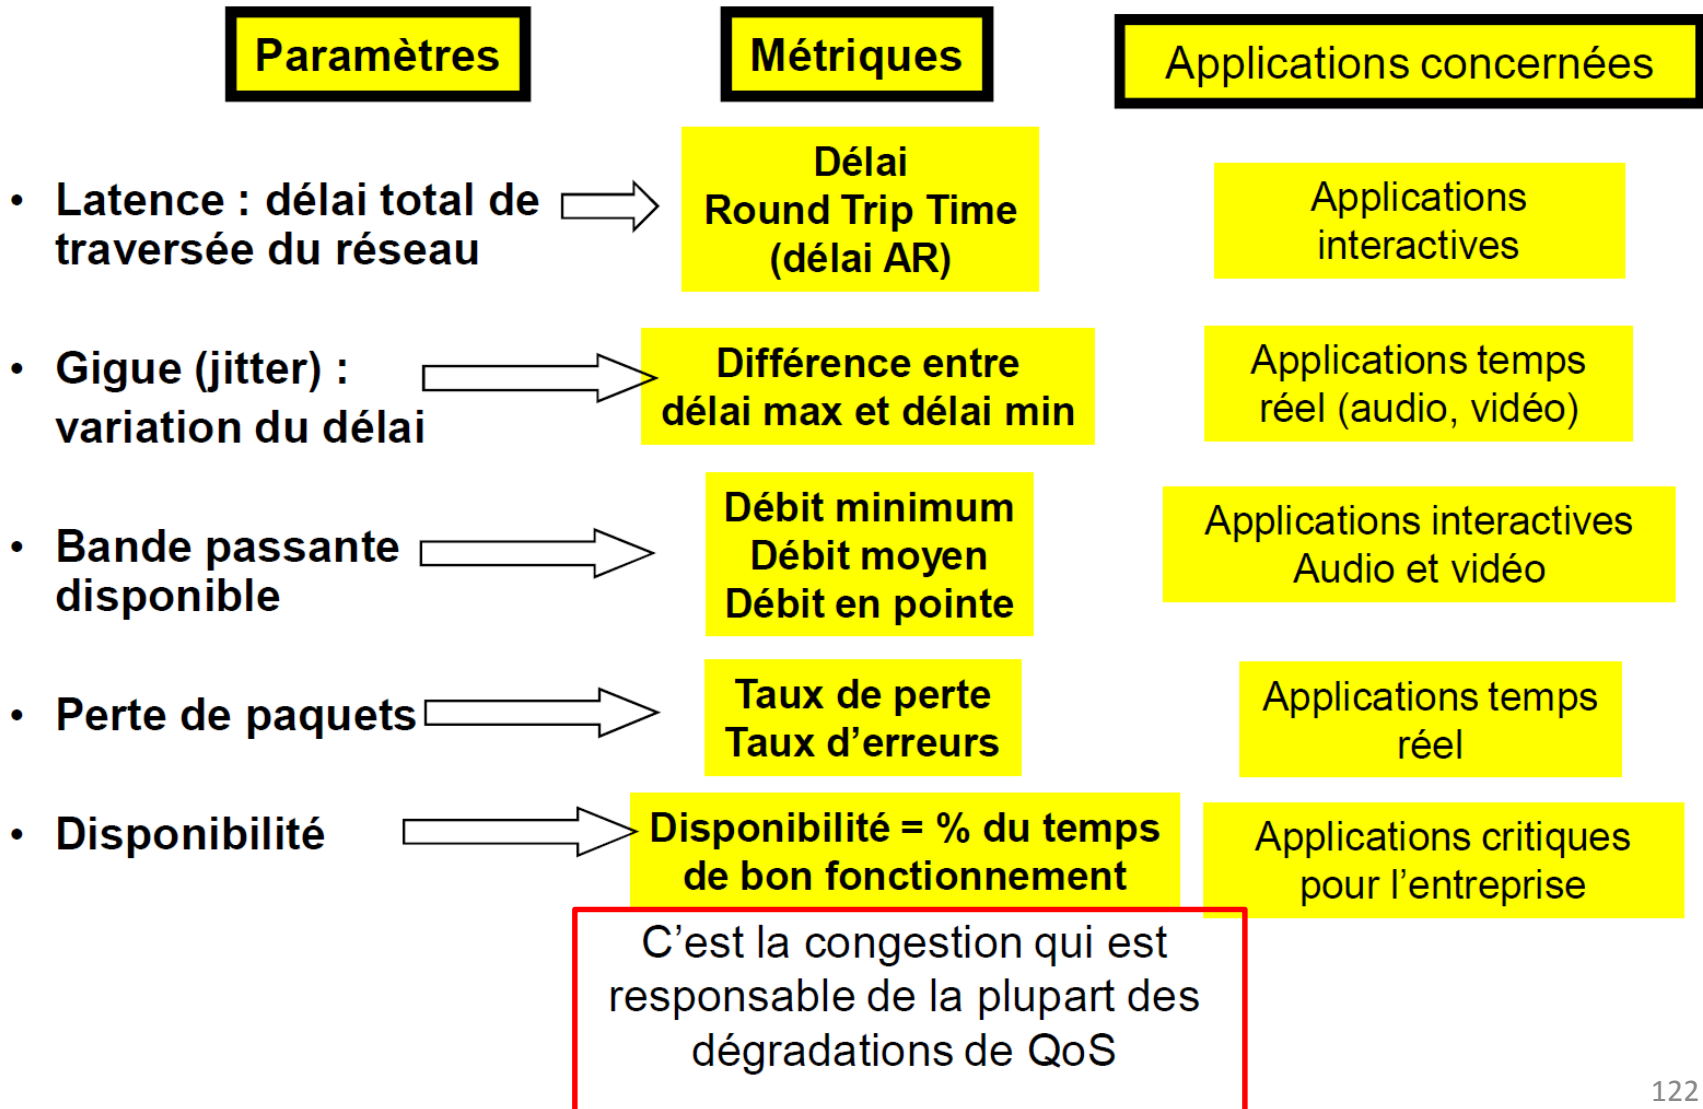 Paramètres
Métriques
Applications concernées
• Latence : délai total de
traversée du réseau
Délai
Round Trip Time
(délai AR)
Applications
interactives
• Gigue (jitter) :
variation du délai
Différence entre
délai max et délai min
Applications temps
réel (audio, vidéo)
• Bande passante
disponible
Débit minimum
Débit moyen
Débit en pointe
Applications interactives
Audio et vidéo
• Perte de paquets
Taux de perte
Taux d’erreurs
Applications temps
réel
• Disponibilité
Disponibilité = % du temps
de bon fonctionnement
Applications critiques
pour l’entreprise
C’est la congestion qui est
responsable de la plupart des
dégradations de QoS
122